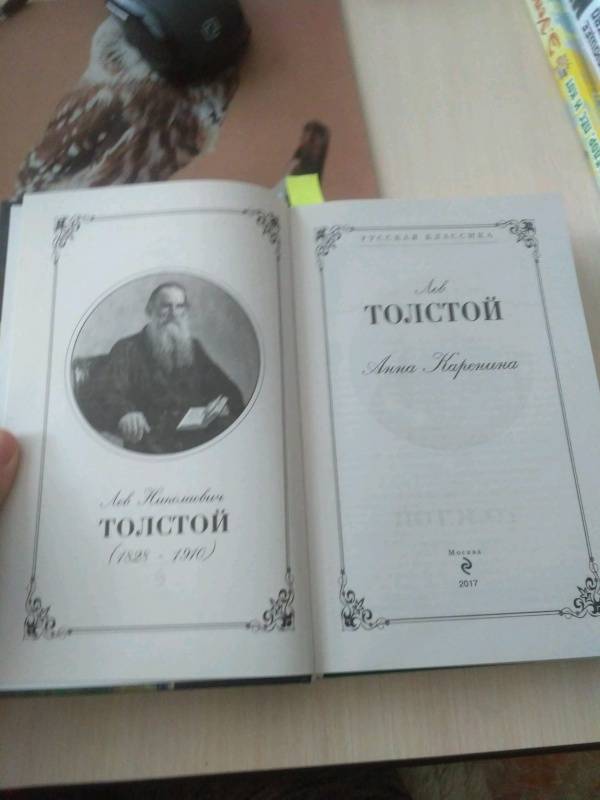 Лев Николаевич
ТОЛСТОЙ
(1828 - 1910)
РУССКАЯ КЛАССИКА
Лев
ТОЛСТОЙ
Анна Каренина
Москва
2017